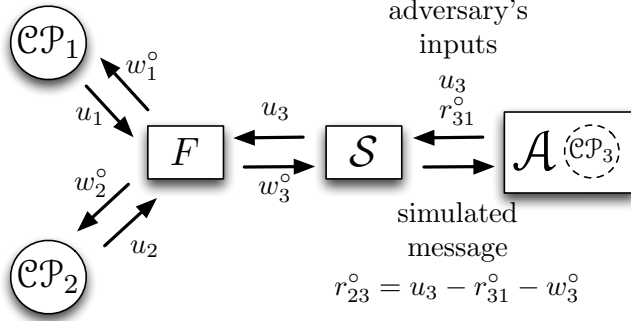 adversary's
inputs
𝒞𝒫₁
w₁°
u₁
u₃
r₃₁°
u₃
F
𝒮
𝒜 𝒞𝒫₃
w₂°
w₃°
u₂
simulated
message
𝒞𝒫₂
r₂₃° = u₃ − r₃₁° − w₃°